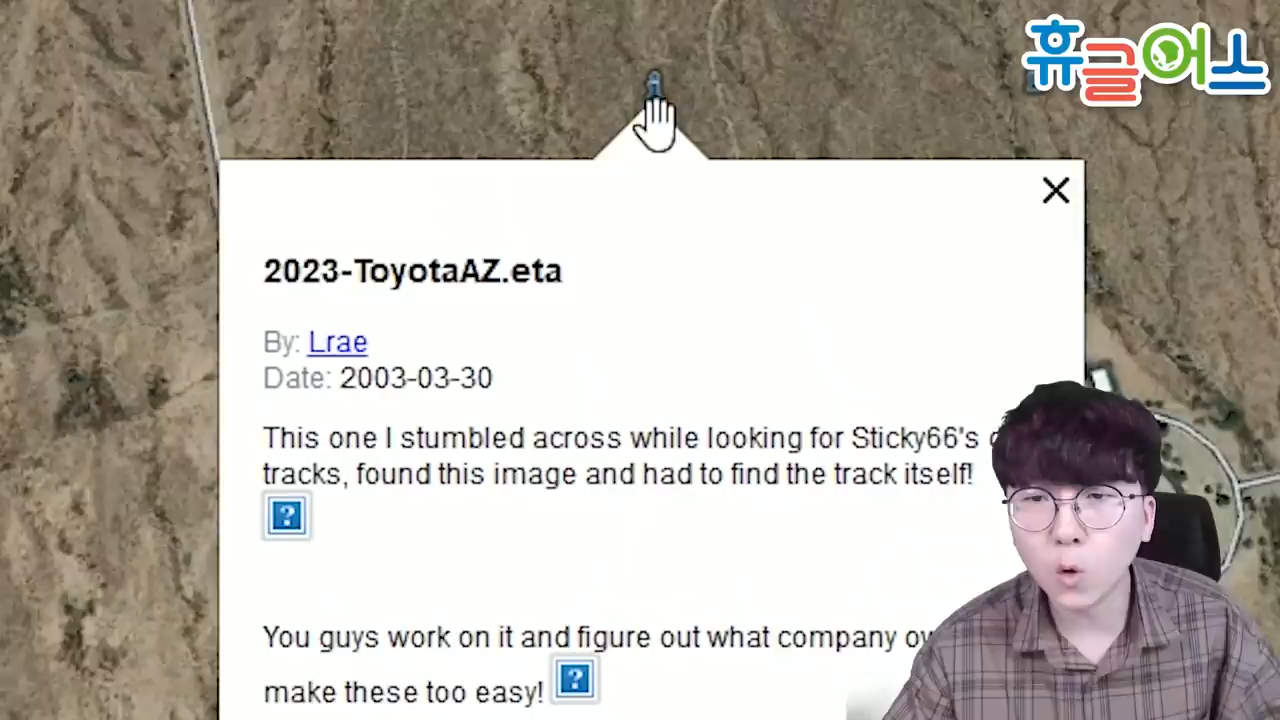 휴글어스
2023-ToyotaAZ.eta
By: Lrae
Date: 2003-03-30
This one I stumbled across while looking for Sticky66's
tracks, found this image and had to find the track itself!
You guys work on it and figure out what company
make these too easy!